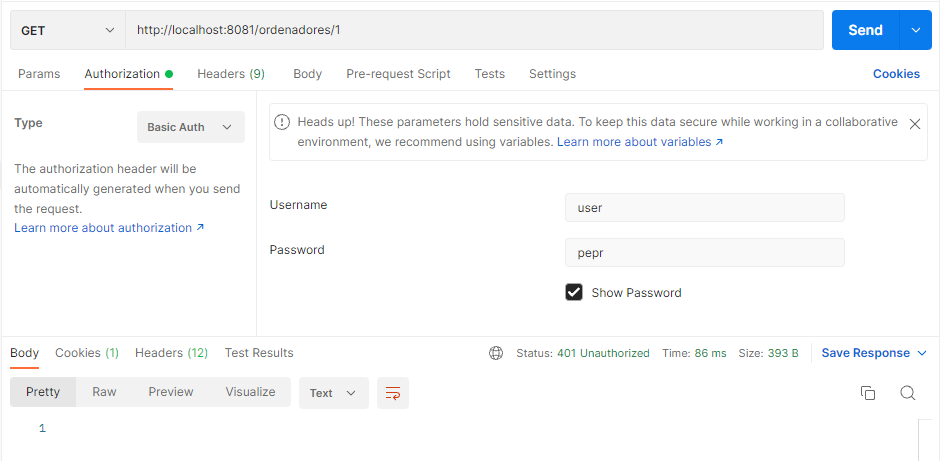 GET http://localhost:8081/ordenadores/1 Send
Params Authorization Headers (9) Body Pre-request Script Tests Settings Cookies
Type Basic Auth
The authorization header will be
automatically generated when you send
the request.
Learn more about authorization ↗
Heads up! These parameters hold sensitive data. To keep this data secure while working in a collaborative
environment, we recommend using variables. Learn more about variables ↗
Username user
Password pepr
Show Password
Body Cookies (1) Headers (12) Test Results Status: 401 Unauthorized Time: 86 ms Size: 393 B Save Response
Pretty Raw Preview Visualize Text
1